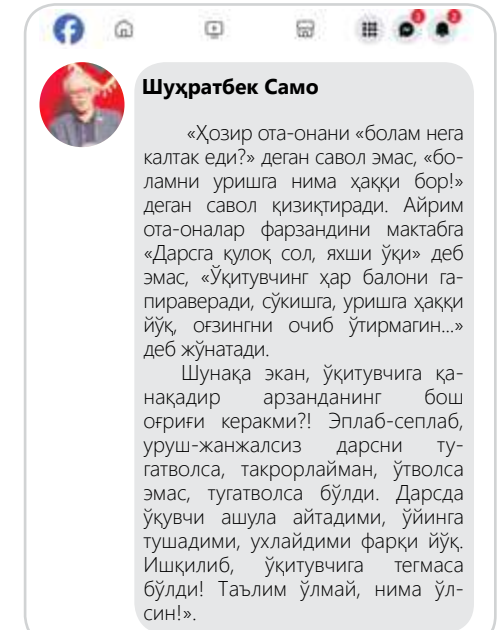 Шуҳратбек Само
«Ҳозир ота-онани «болам нега
калтак еди?» деган савол эмас, «бо-
ламни уришга нима ҳаққи бор!»
деган савол қизиқтиради. Айрим
ота-оналар фарзандини мактабга
«Дарсга қулоқ сол, яхши ўқи» деб
эмас, «Ўқитувчинг ҳар балони га-
пираверади, сўкишга, уришга ҳаққи
йўқ, оғзингни очиб ўтирмагин...»
деб жўнатади.
Шунақа экан, ўқитувчига қа-
нақадир арзанданинг бош
оғриғи керакми?! Эплаб-сеплаб,
уруш-жанжалсиз дарсни ту-
гатволса, такрорлайман, ўтволса
эмас, тугатволса бўлди. Дарсда
ўқувчи ашула айтадими, ўйинга
тушадими, ухлайдими фарқи йўқ.
Ишқилиб, ўқитувчига тегмаса
бўлди! Таълим ўлмай, нима ўл-
син!».